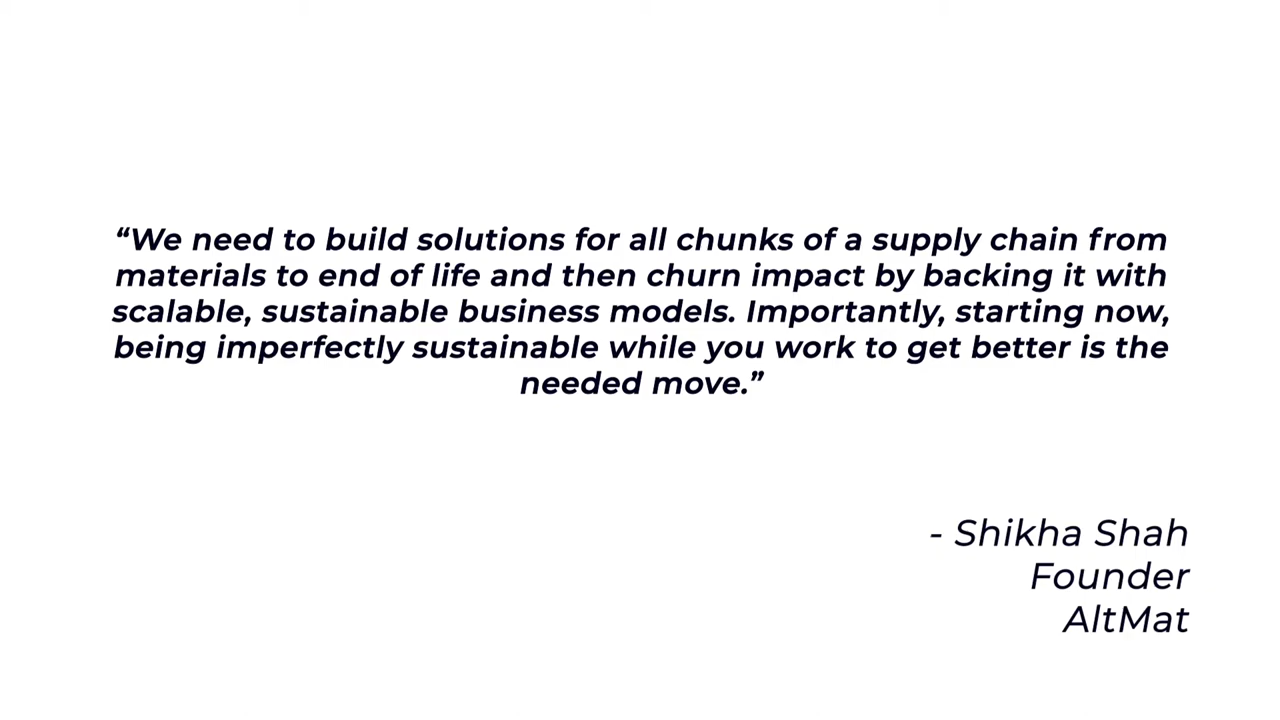 “We need to build solutions for all chunks of a supply chain from
materials to end of life and then churn impact by backing it with
scalable, sustainable business models. Importantly, starting now,
being imperfectly sustainable while you work to get better is the
needed move.”
- Shikha Shah
Founder
AltMat